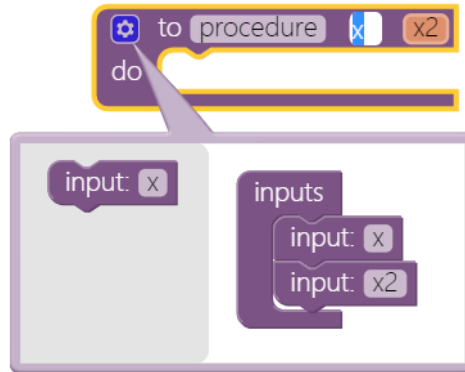 to procedure x x2
do
input: x
inputs
input: x
input: x2